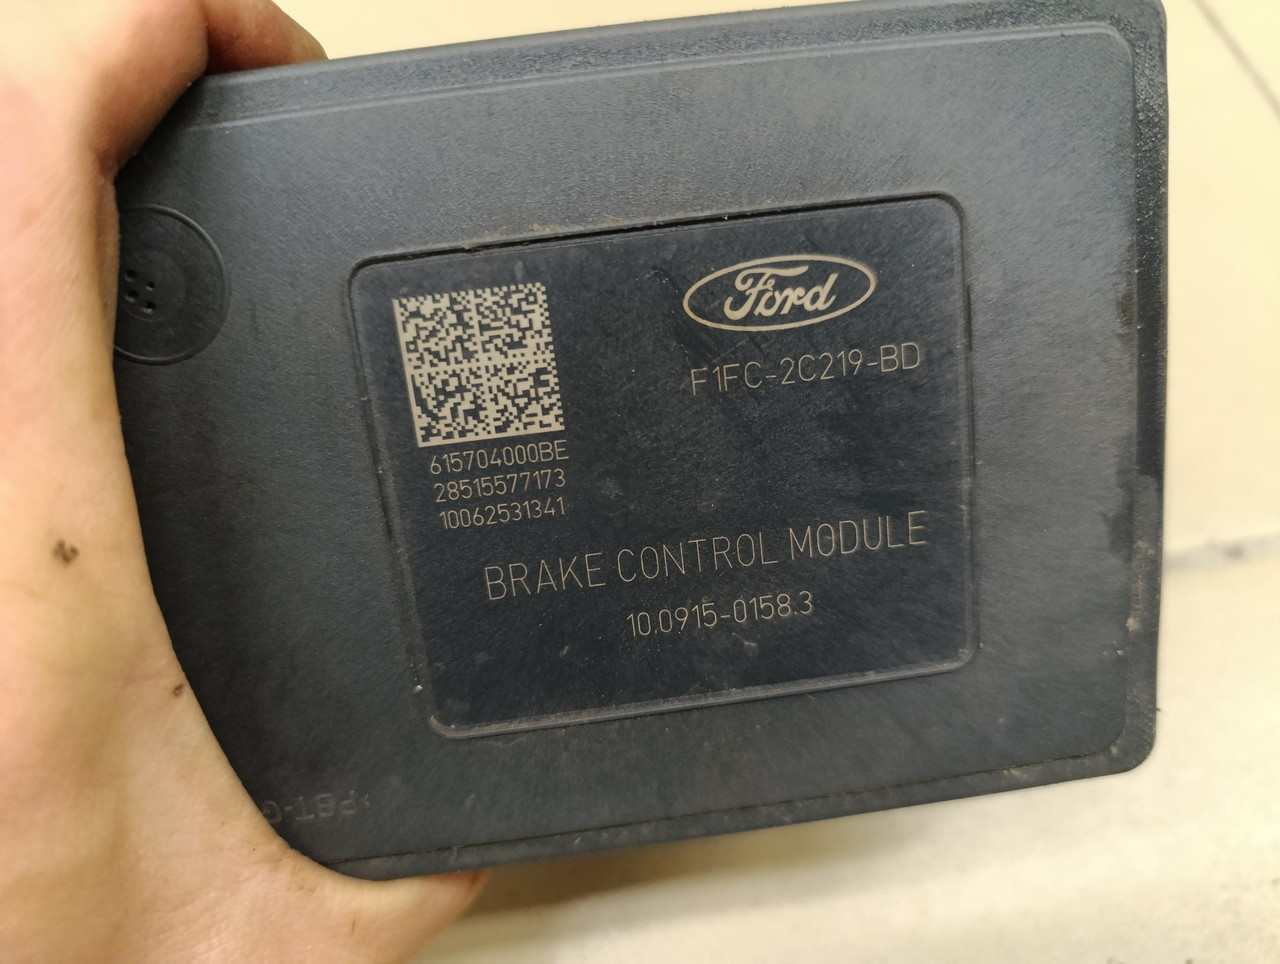 Ford
F1FC-2C219-BD
615704000BE
28515577173
10062531341
BRAKE CONTROL MODULE
10.0915-0158.3